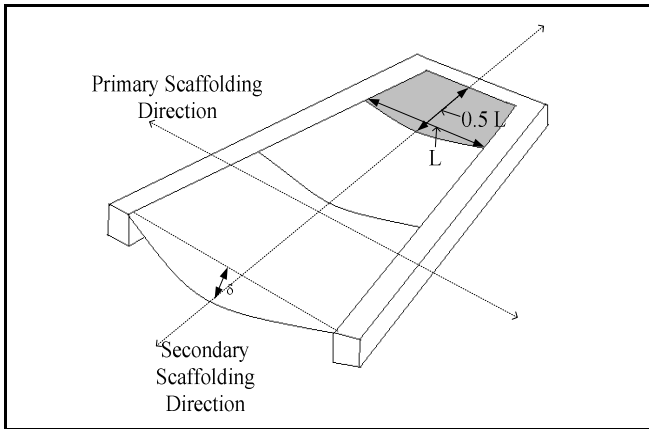 Primary Scaffolding
Direction
0.5 L
L
δ
Secondary
Scaffolding
Direction